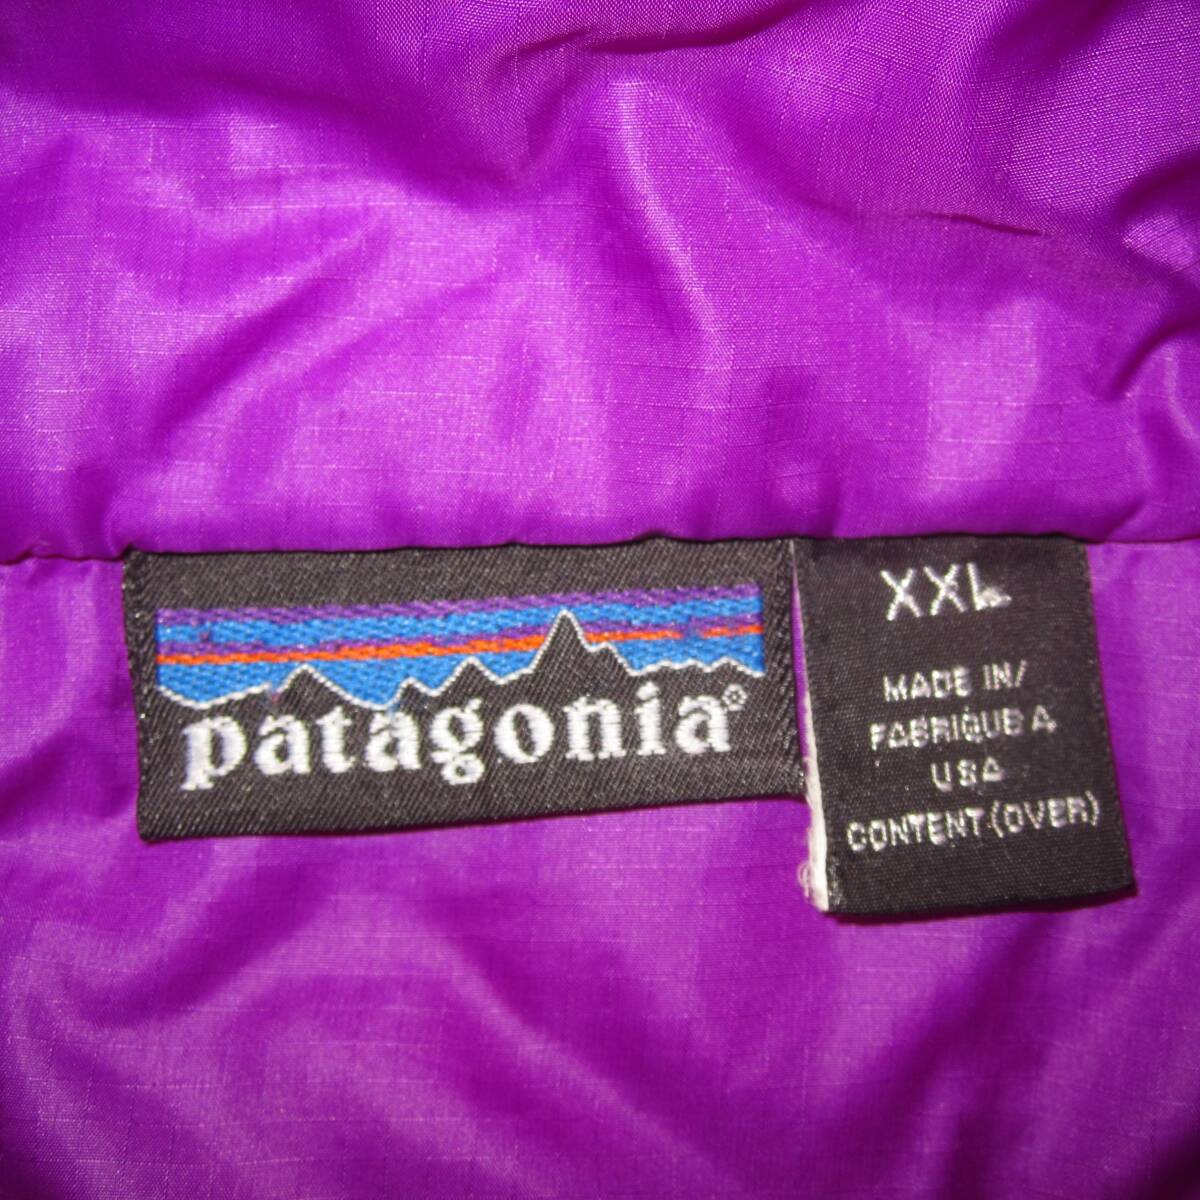 patagonia®
XXL
MADE IN/
FABRIQUE A
USA
CONTENT (OVER)